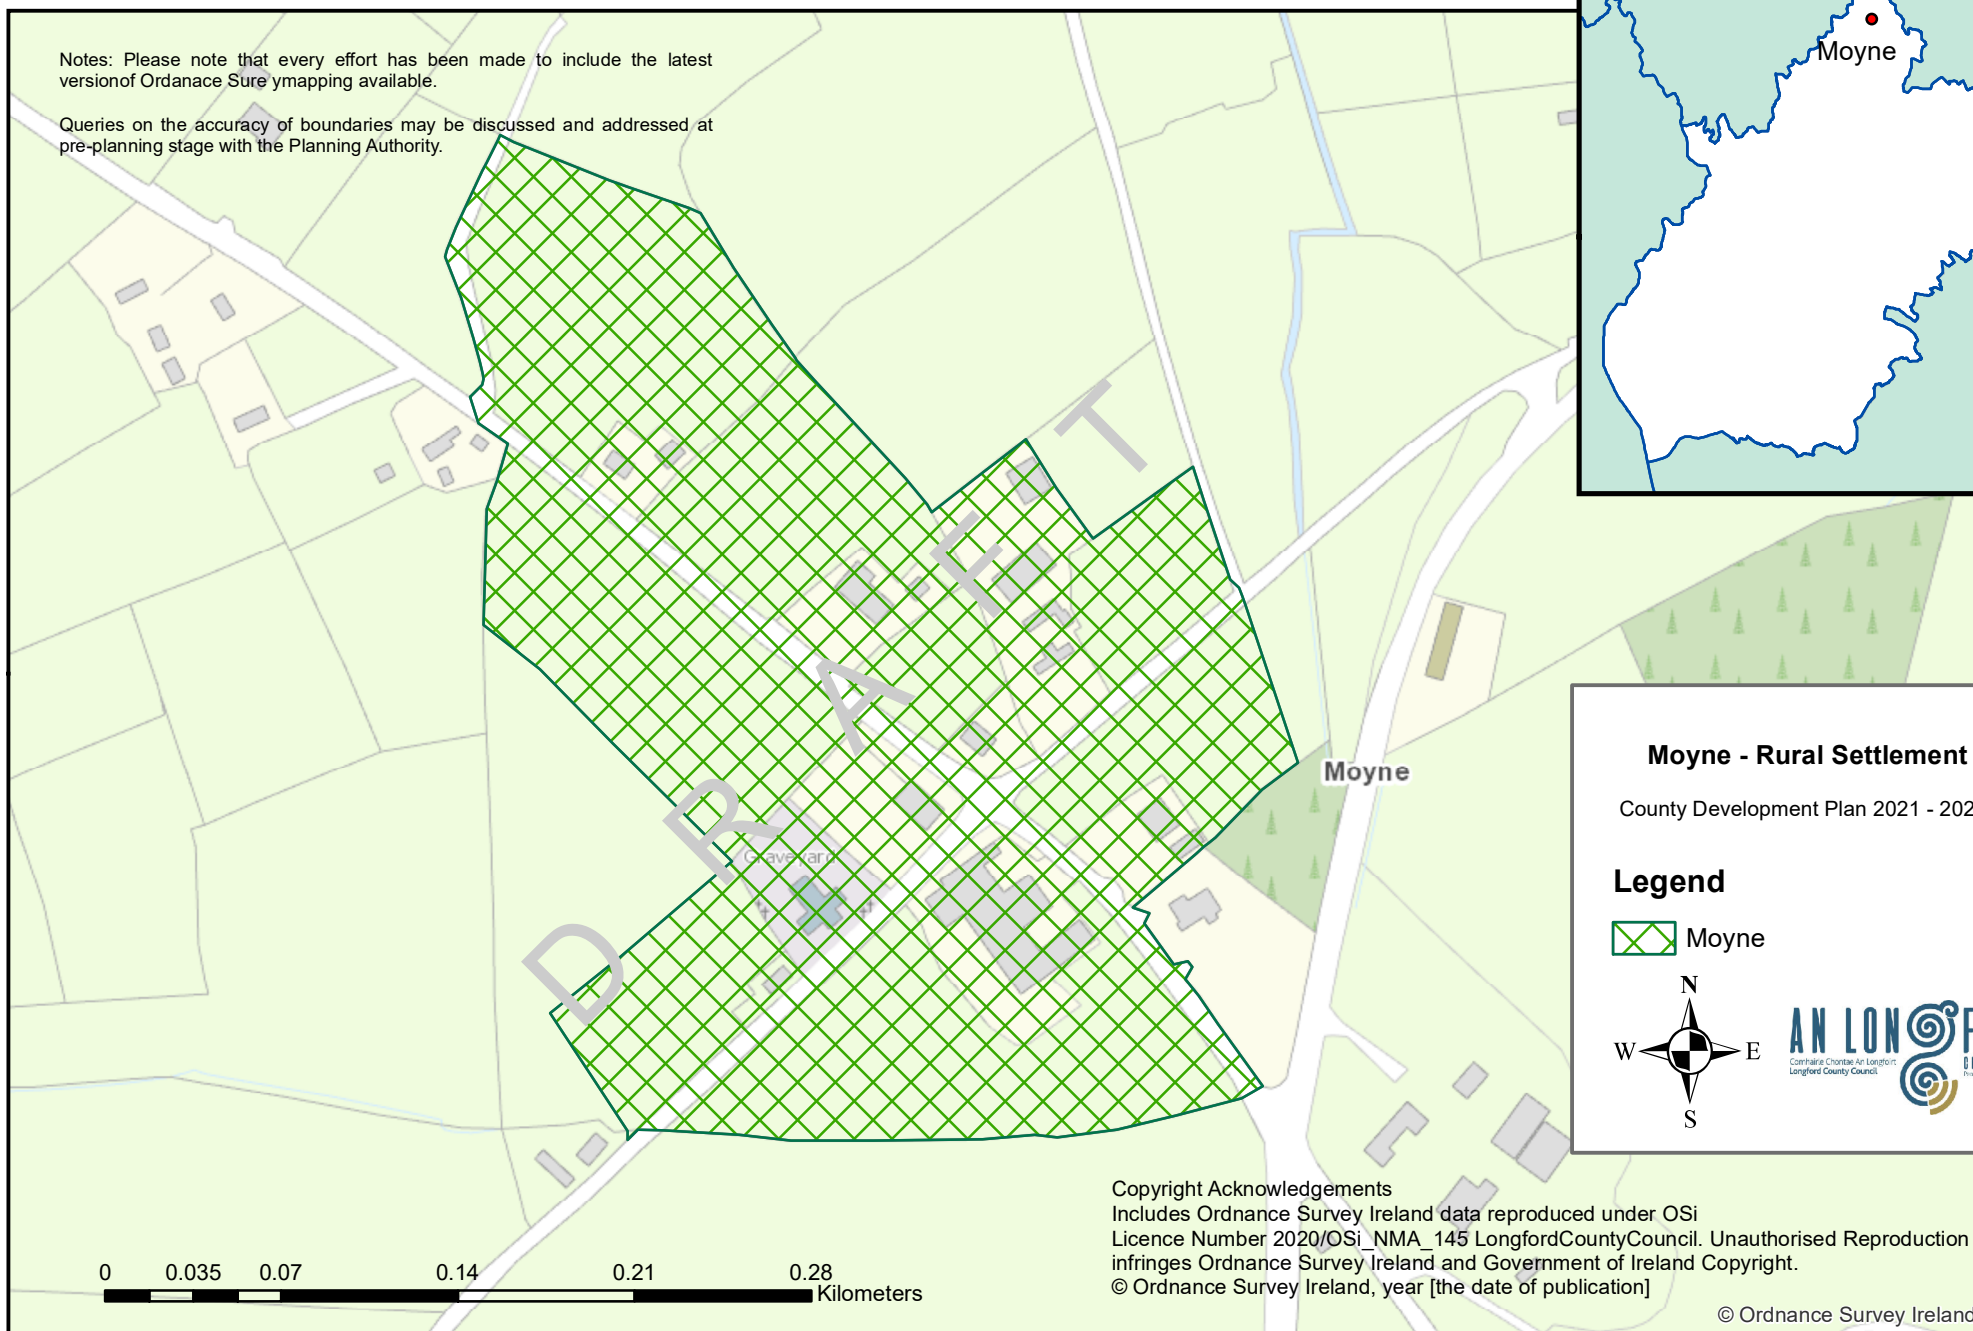 Notes: Please note that every effort has been made to include the latest
versionof Ordanace Sure ymapping available.
Queries on the accuracy of boundaries may be discussed and addressed at
pre-planning stage with the Planning Authority.
Moyne
DRAFT
Graveyard
Moyne
Moyne - Rural Settlement
County Development Plan 2021 - 202
Legend
Moyne
N
W
E
S
AN LONGF
Comhairle Chontae An Longfoirt
Longford County Council
Copyright Acknowledgements
Includes Ordnance Survey Ireland data reproduced under OSi
Licence Number 2020/OSi_NMA_145 LongfordCountyCouncil. Unauthorised Reproduction
infringes Ordnance Survey Ireland and Government of Ireland Copyright.
© Ordnance Survey Ireland, year [the date of publication]
0 0.035 0.07 0.14 0.21 0.28
Kilometers
© Ordnance Survey Ireland